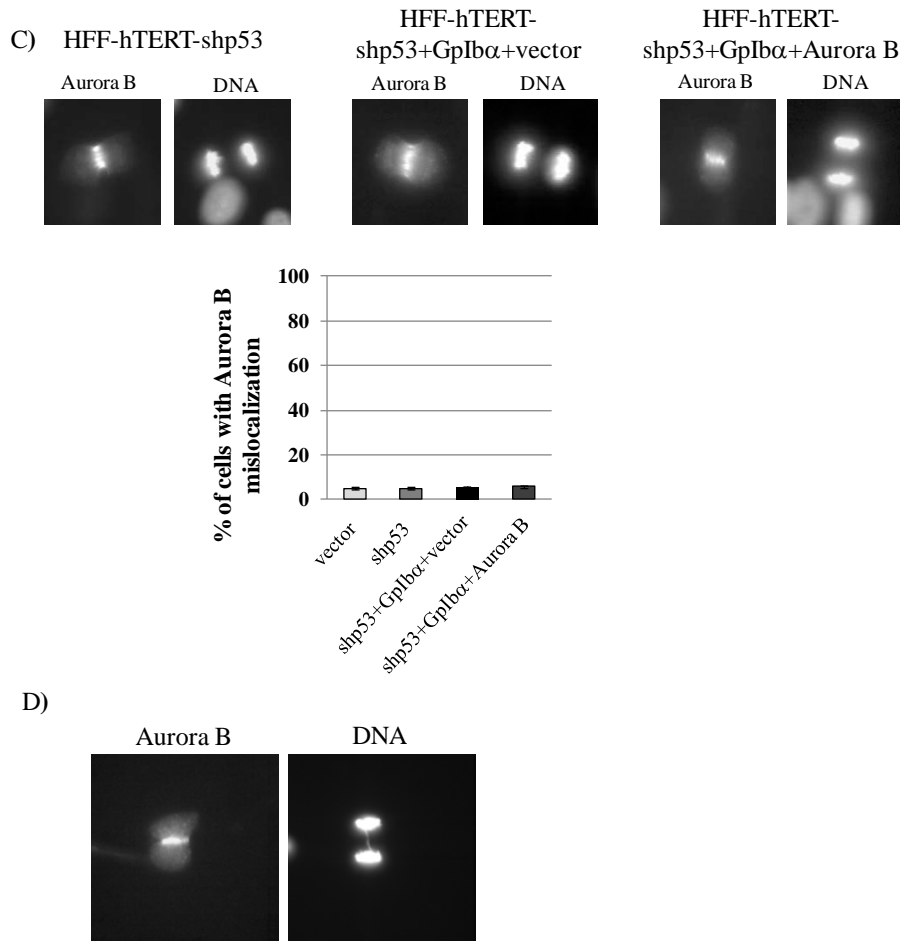 C)
HFF-hTERT-shp53
HFF-hTERT-
shp53+GpIbα+vector
HFF-hTERT-
shp53+GpIbα+Aurora B
Aurora B
DNA
Aurora B
DNA
Aurora B
DNA
% of cells with Aurora B
mislocalization
100
80
60
40
20
0
vector
shp53
shp53+GpIbα+vector
shp53+GpIbα+Aurora B
D)
Aurora B
DNA